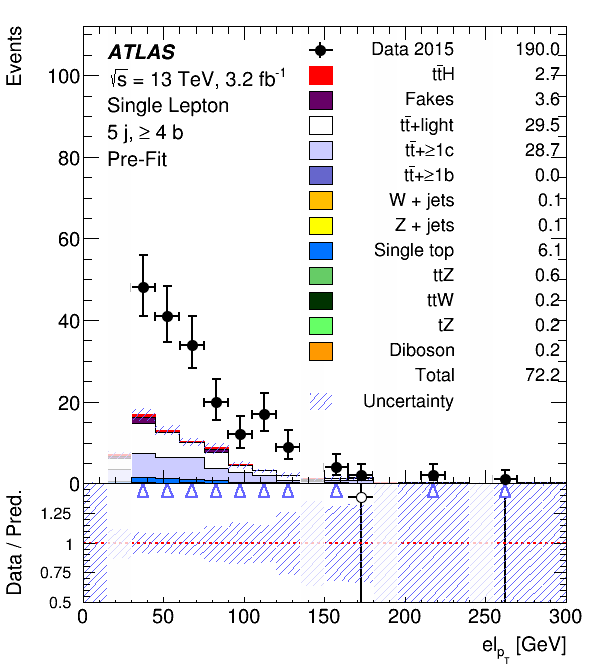 Events
ATLAS
√s = 13 TeV, 3.2 fb⁻¹
Single Lepton
5 j, ≥ 4 b
Pre-Fit
Data 2015 190.0
tt̄H 2.7
Fakes 3.6
tt̄+light 29.5
tt̄+≥1c 28.7
tt̄+≥1b 0.0
W + jets 0.1
Z + jets 0.1
Single top 6.1
ttZ 0.6
ttW 0.2
tZ 0.2
Diboson 0.2
Total 72.2
Uncertainty
100
80
60
40
20
0
Data / Pred.
1.25
1
0.75
0.5
0 50 100 150 200 250 300
el_p_T [GeV]